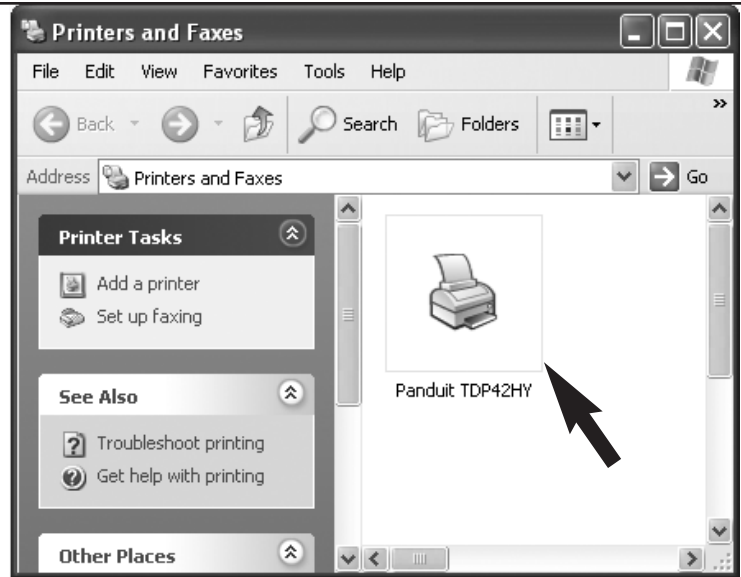 Printers and Faxes
File Edit View Favorites Tools Help
Back Search Folders »
Address Printers and Faxes Go
Printer Tasks
Add a printer
Set up faxing
See Also
Troubleshoot printing
Get help with printing
Other Places
Panduit TDP42HY